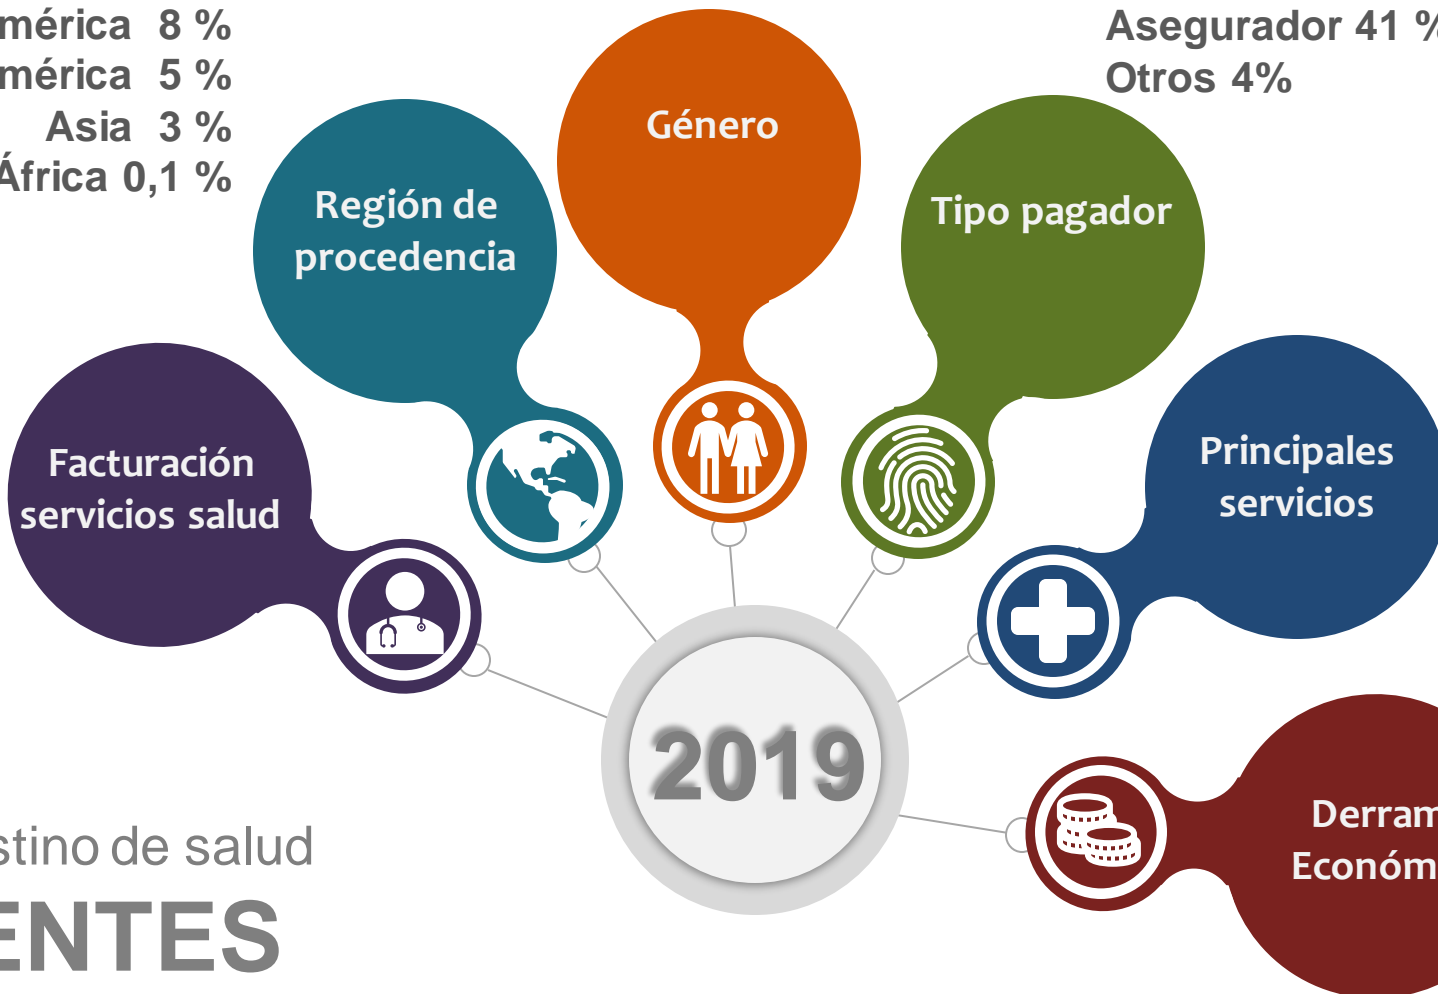 mérica 8 %
mérica 5 %
Asia 3 %
África 0,1 %
Asegurador 41 %
Otros 4%
Género
Región de
procedencia
Tipo pagador
Facturación
servicios salud
Principales
servicios
2019
Derram
Económ
stino de salud
ENTES